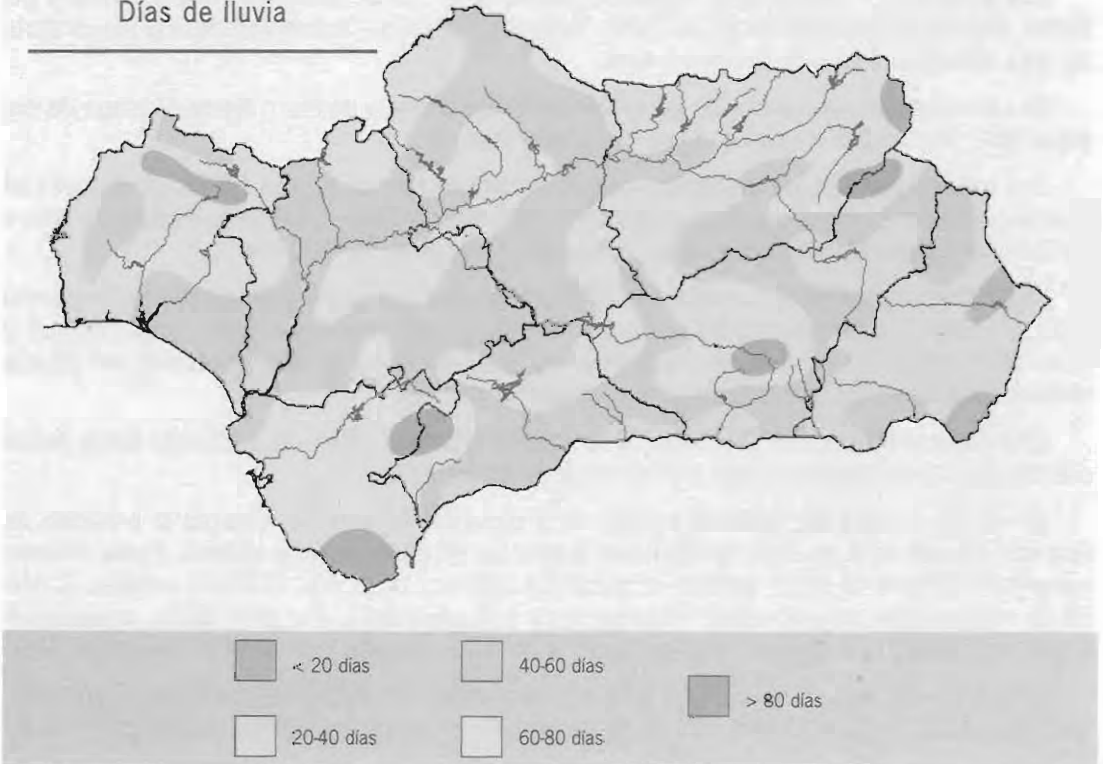 Días de lluvia
< 20 días
40-60 días
> 80 días
20-40 días
60-80 días